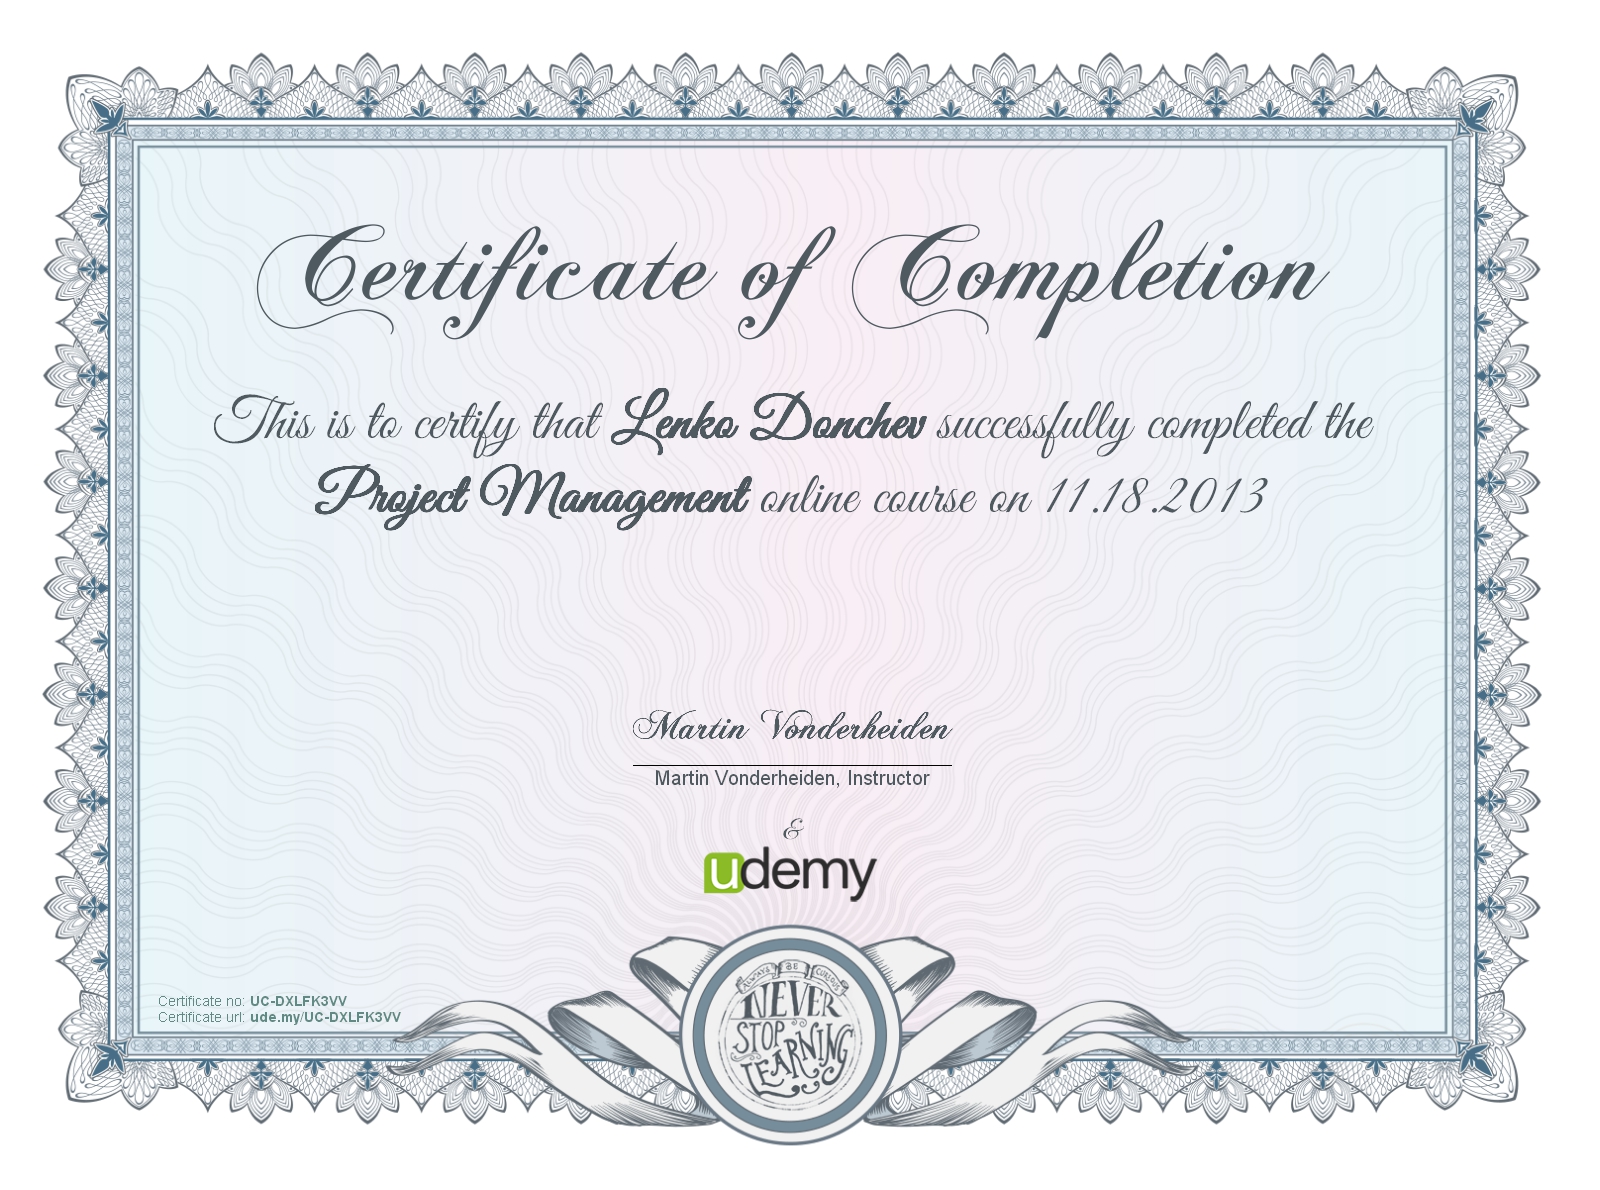 Certificate of Completion
This is to certify that Lenko Donchev successfully completed the
Project Management online course on 11.18.2013
Martin Vonderheiden
Martin Vonderheiden, Instructor
&
udemy
Certificate no: UC-DXLFK3VV
Certificate url: ude.my/UC-DXLFK3VV
ALWAYS BE CURIOUS
NEVER
STOP
LEARNING